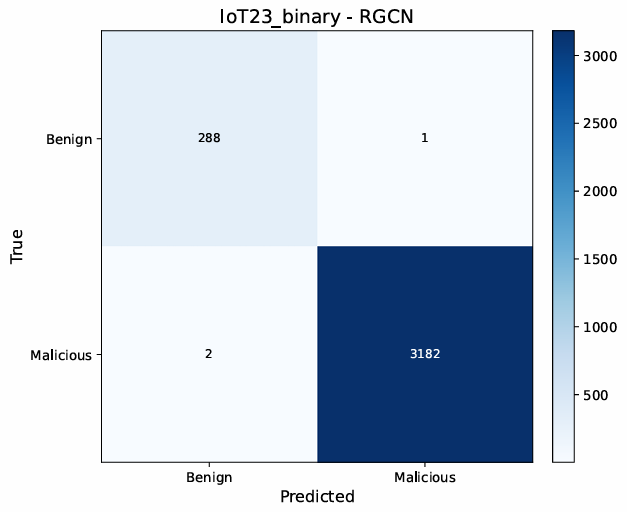 IoT23_binary - RGCN
Benign
288
1
True
Malicious
2
3182
Benign
Malicious
Predicted
3000
2500
2000
1500
1000
500